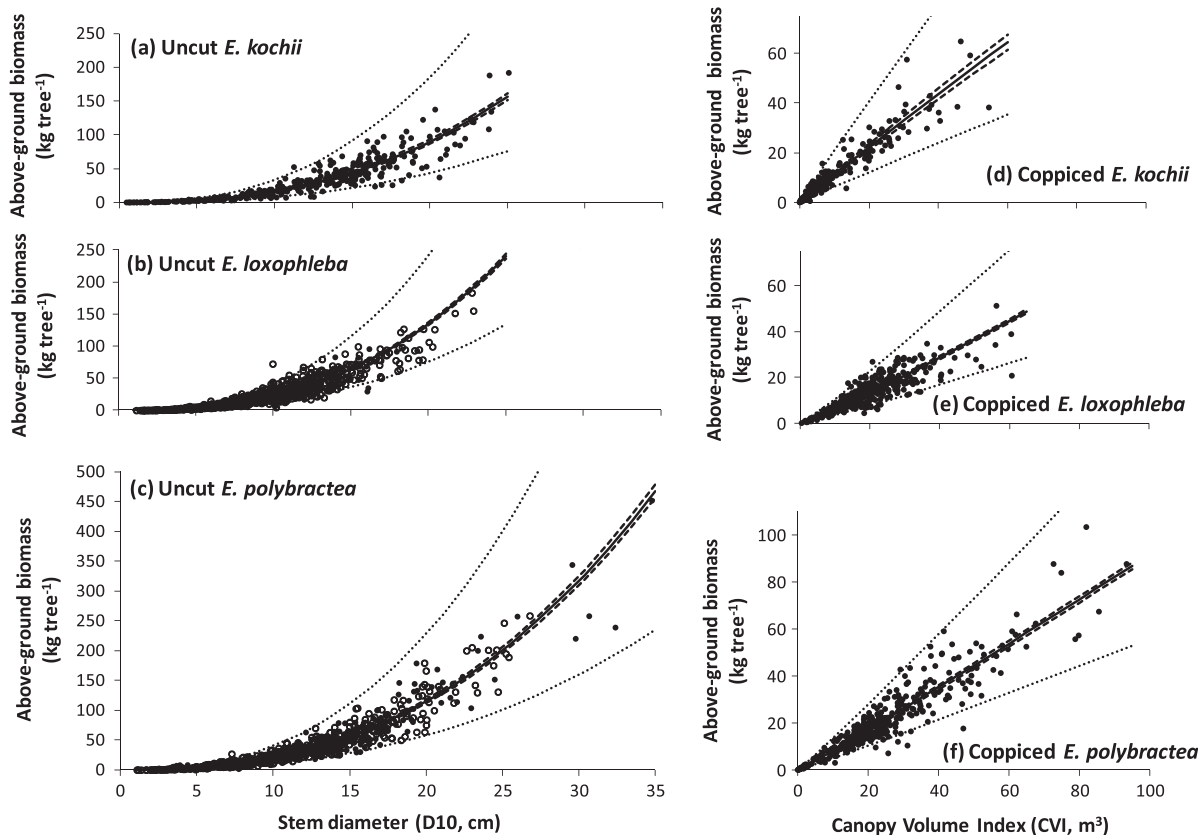 (a) Uncut E. kochii
Above-ground biomass
(kg tree⁻¹)
250
200
150
100
50
0
(d) Coppiced E. kochii
Above-ground biomass
(kg tree⁻¹)
60
40
20
0
(b) Uncut E. loxophleba
Above-ground biomass
(kg tree⁻¹)
250
200
150
100
50
0
(e) Coppiced E. loxophleba
Above-ground biomass
(kg tree⁻¹)
60
40
20
0
(c) Uncut E. polybractea
Above-ground biomass
(kg tree⁻¹)
500
450
400
350
300
250
200
150
100
50
0
0 5 10 15 20 25 30 35
Stem diameter (D10, cm)
(f) Coppiced E. polybractea
Above-ground biomass
(kg tree⁻¹)
100
80
60
40
20
0
0 20 40 60 80 100
Canopy Volume Index (CVI, m³)